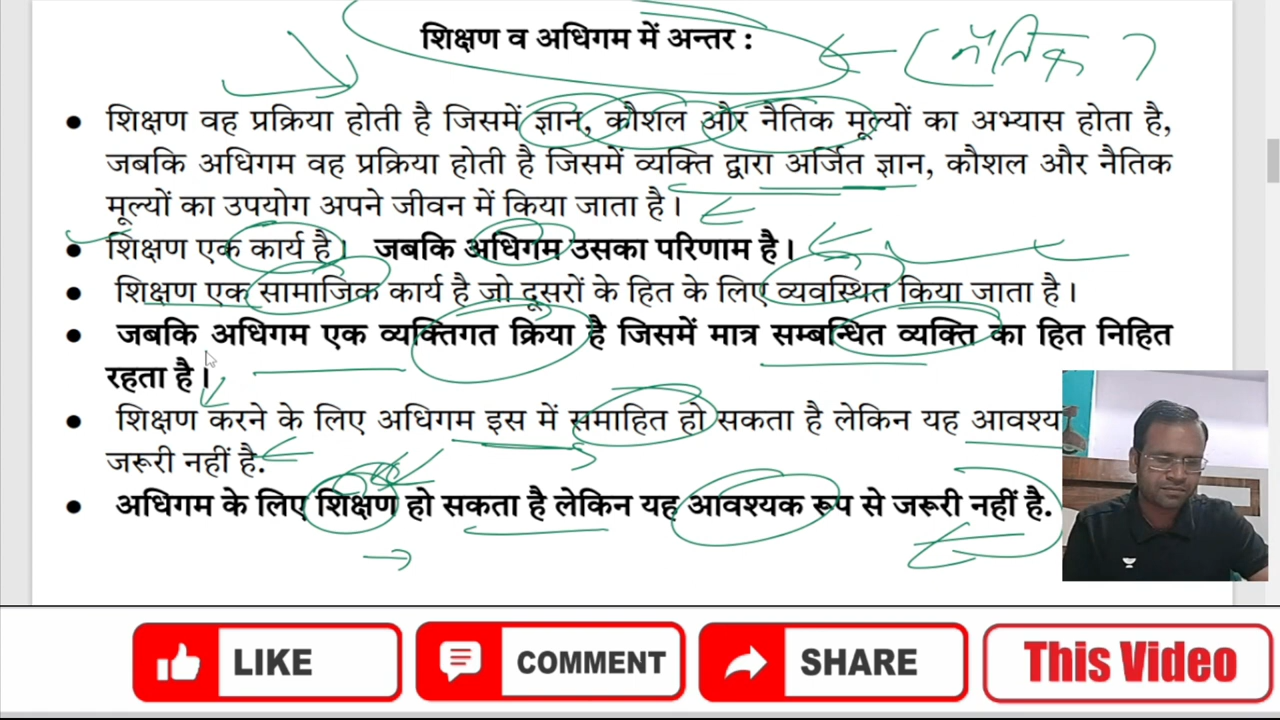 शिक्षण व अधिगम में अन्तर :
(नैतिक)
• शिक्षण वह प्रक्रिया होती है जिसमें ज्ञान, कौशल और नैतिक मूल्यों का अभ्यास होता है,
जबकि अधिगम वह प्रक्रिया होती है जिसमें व्यक्ति द्वारा अर्जित ज्ञान, कौशल और नैतिक
मूल्यों का उपयोग अपने जीवन में किया जाता है।
• शिक्षण एक कार्य है। जबकि अधिगम उसका परिणाम है।
• शिक्षण एक सामाजिक कार्य है जो दूसरों के हित के लिए व्यवस्थित किया जाता है।
• जबकि अधिगम एक व्यक्तिगत क्रिया है जिसमें मात्र सम्बन्धित व्यक्ति का हित निहित
रहता है।
• शिक्षण करने के लिए अधिगम इस में समाहित हो सकता है लेकिन यह आवश्य
जरूरी नहीं है.
• अधिगम के लिए शिक्षण हो सकता है लेकिन यह आवश्यक रूप से जरूरी नहीं है.
LIKE COMMENT SHARE This Video